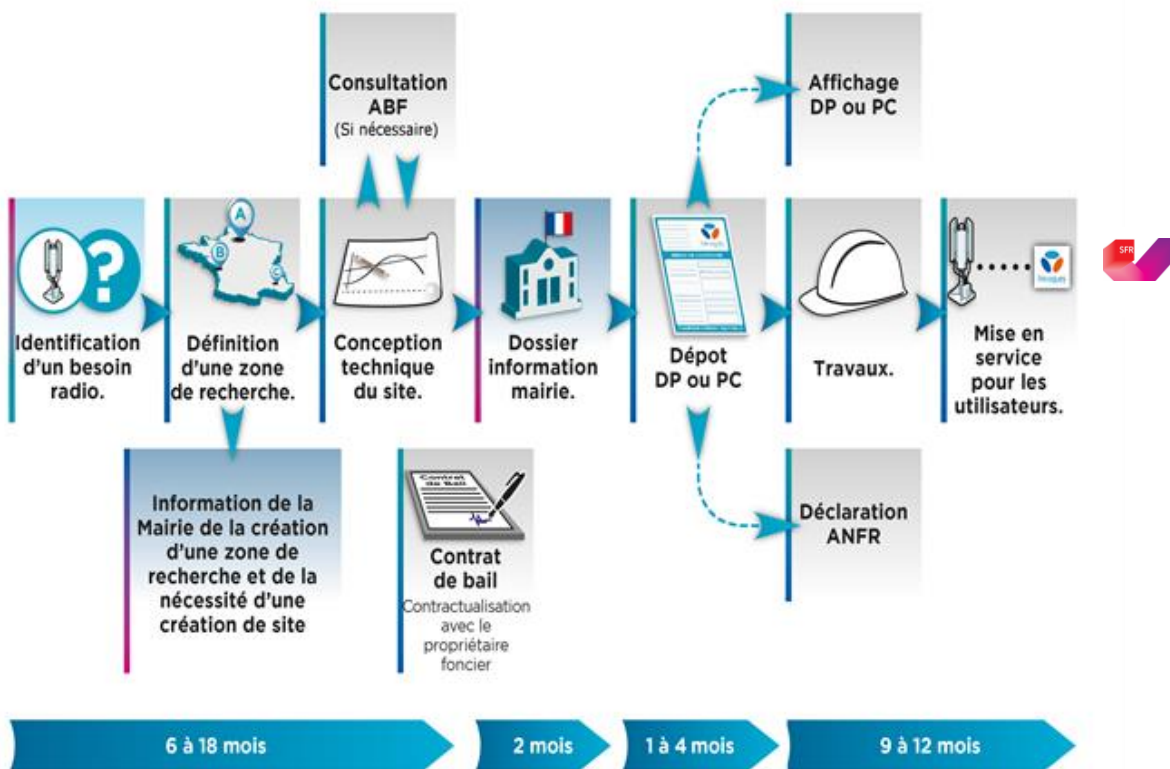 Consultation
ABF
(Si nécessaire)
Affichage
DP ou PC
A
B
C
SFR
Identification
d'un besoin
radio.
Définition
d'une zone
de recherche.
Conception
technique
du site.
Dossier
information
mairie.
Dépot
DP ou PC
Travaux.
Mise en
service
pour les
utilisateurs.
Information de la
Mairie de la création
d'une zone de
recherche et de la
nécessité d'une
création de site
Contrat
de Bail
Contrat
de bail
Contractualisation
avec le
propriétaire
foncier
Déclaration
ANFR
6 à 18 mois
2 mois
1 à 4 mois
9 à 12 mois